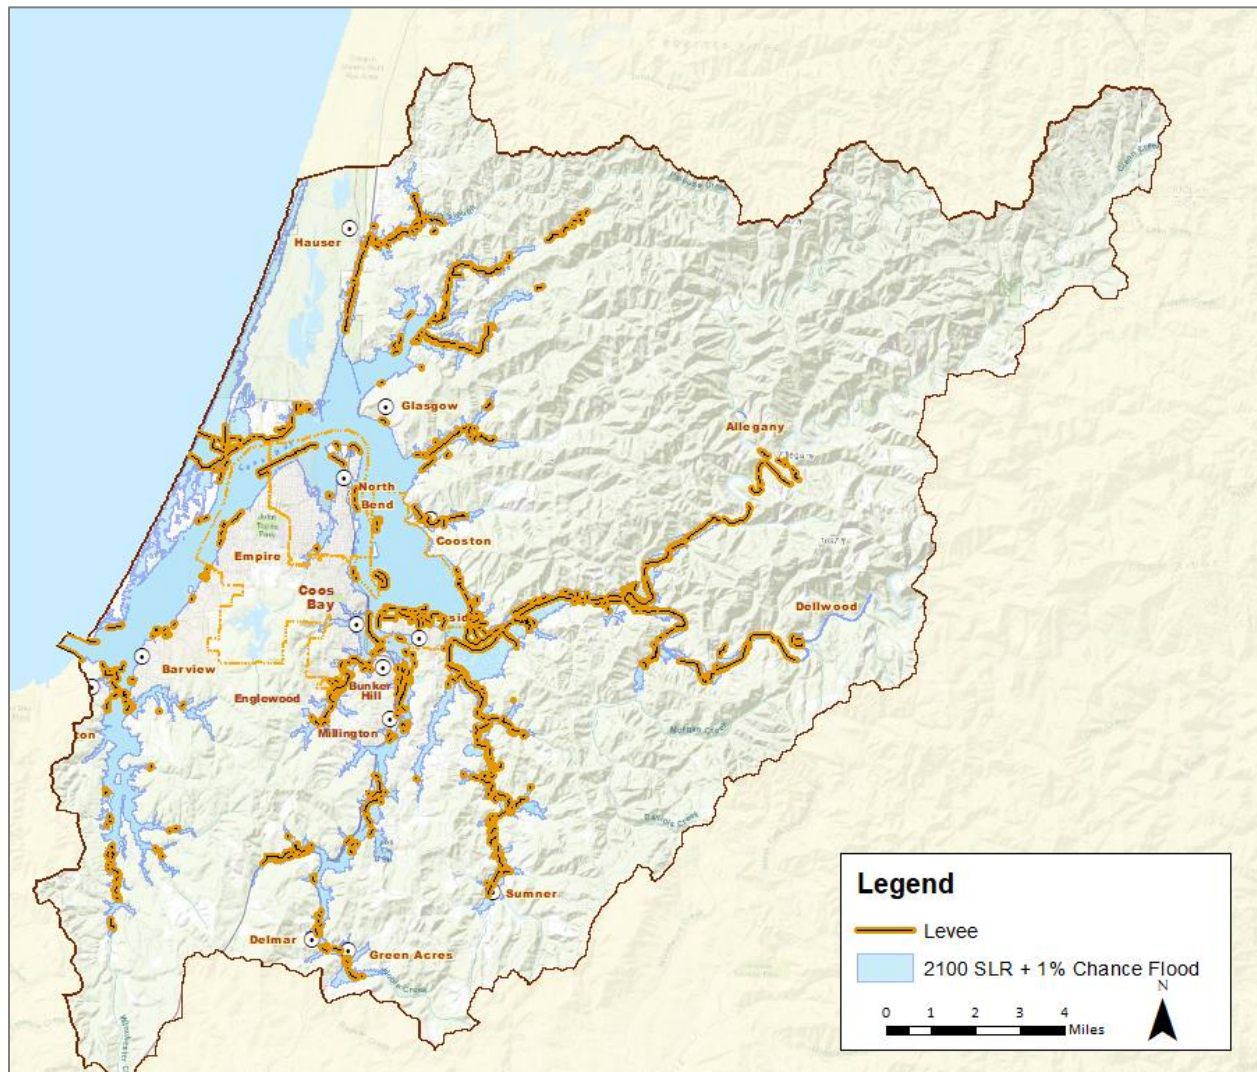 Hauser
Glasgow
Allegany
North
Bend
Cooston
Empire
Coos
Bay
Dellwood
Barview
Bunker
Hill
Englewood
Millington
Sumner
Delmar
Green Acres
Legend
Levee
2100 SLR + 1% Chance Flood
N
0 1 2 3 4
Miles